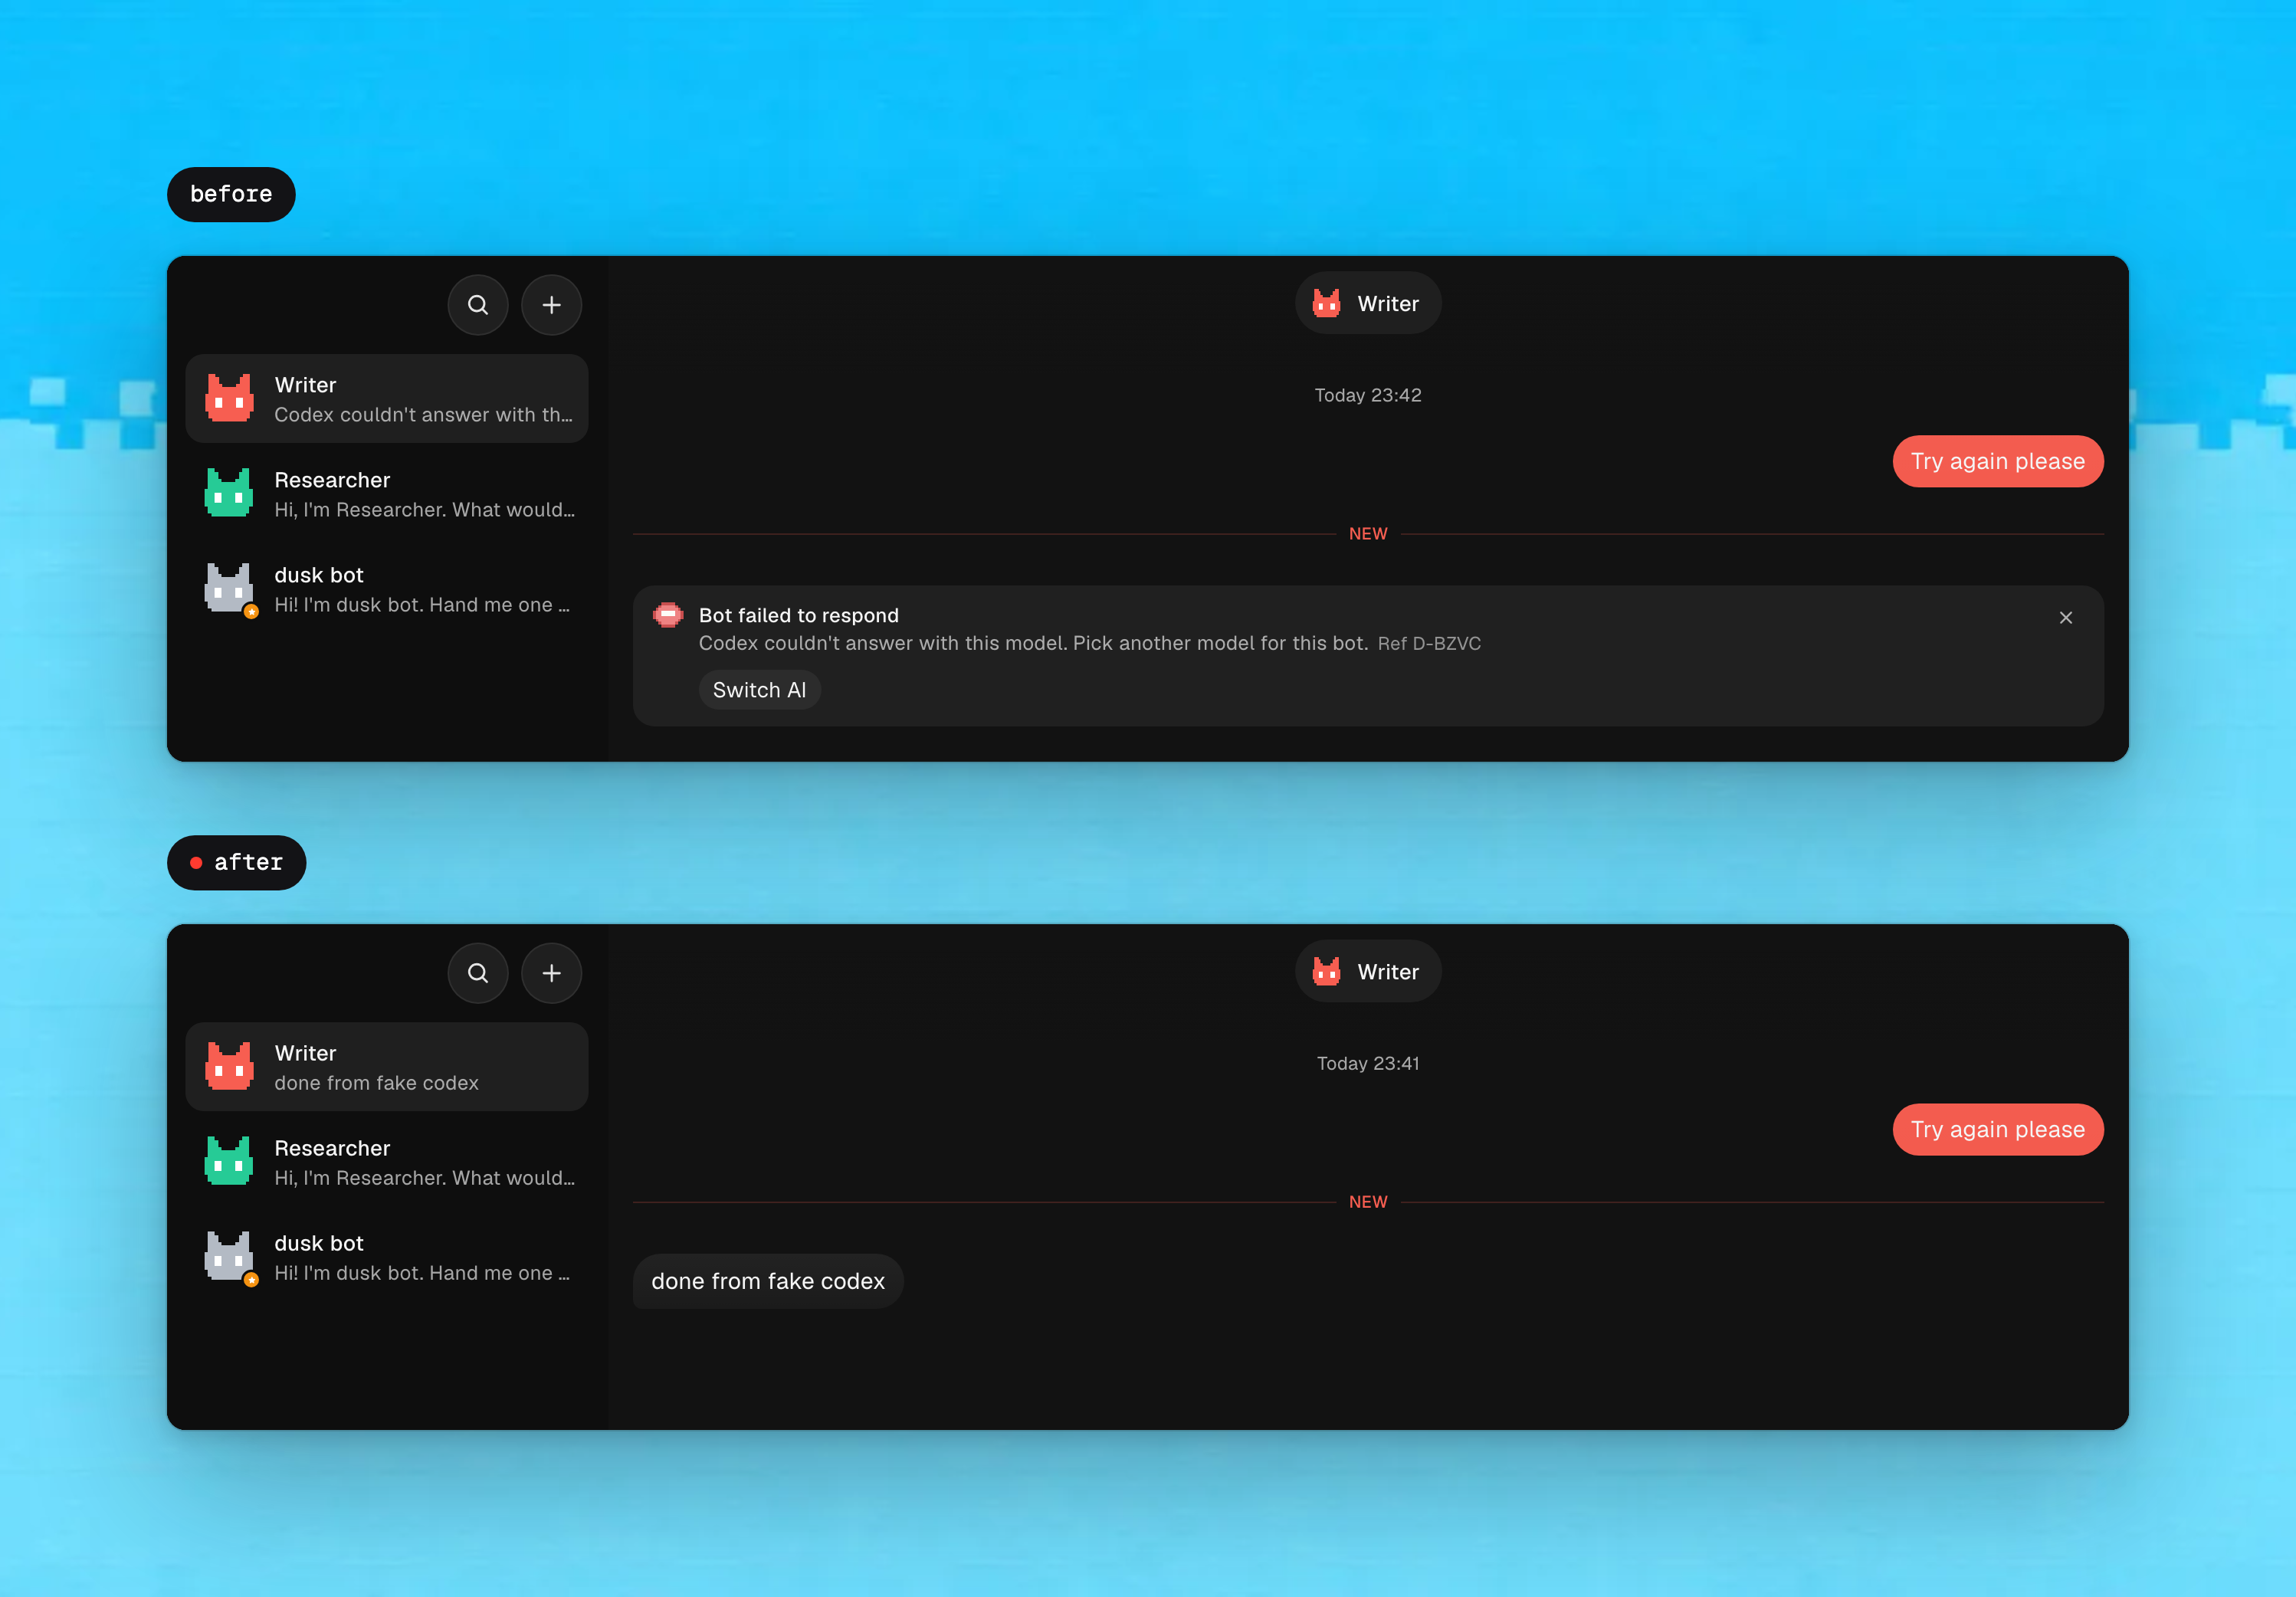 before
Writer
Writer
Codex couldn't answer with th...
Researcher
Hi, I'm Researcher. What would...
dusk bot
Hi! I'm dusk bot. Hand me one ...
Today 23:42
Try again please
NEW
Bot failed to respond
Codex couldn't answer with this model. Pick another model for this bot. Ref D-BZVC
Switch AI
after
Writer
Writer
done from fake codex
Researcher
Hi, I'm Researcher. What would...
dusk bot
Hi! I'm dusk bot. Hand me one ...
Today 23:41
Try again please
NEW
done from fake codex